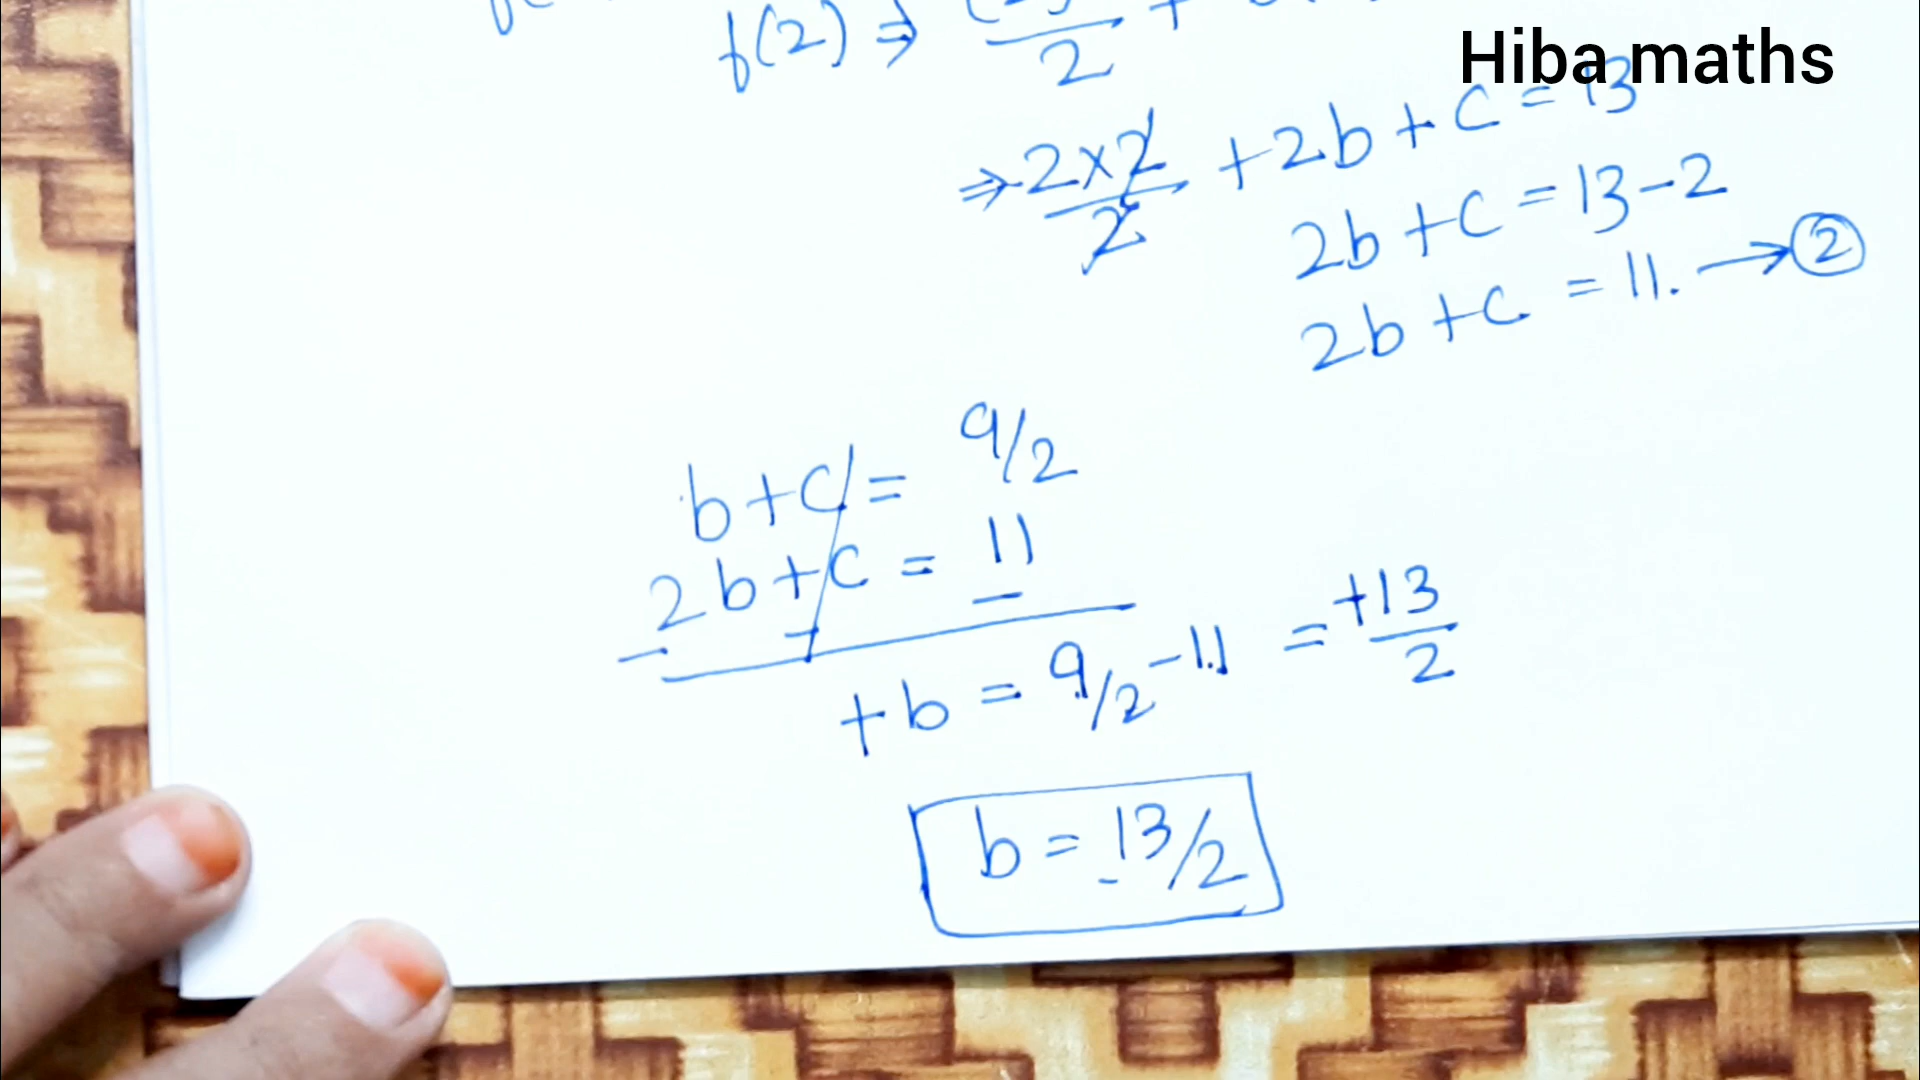 f(2) ⇒ 2 +
Hiba maths
⇒ 2×2/2 + 2b + c = 13
2b + c = 13 - 2
2b + c = 11. → ②
b + c = 9/2
2b + c = 11
- - -
+b = 9/2 - 11 = +13/2
b = 13/2